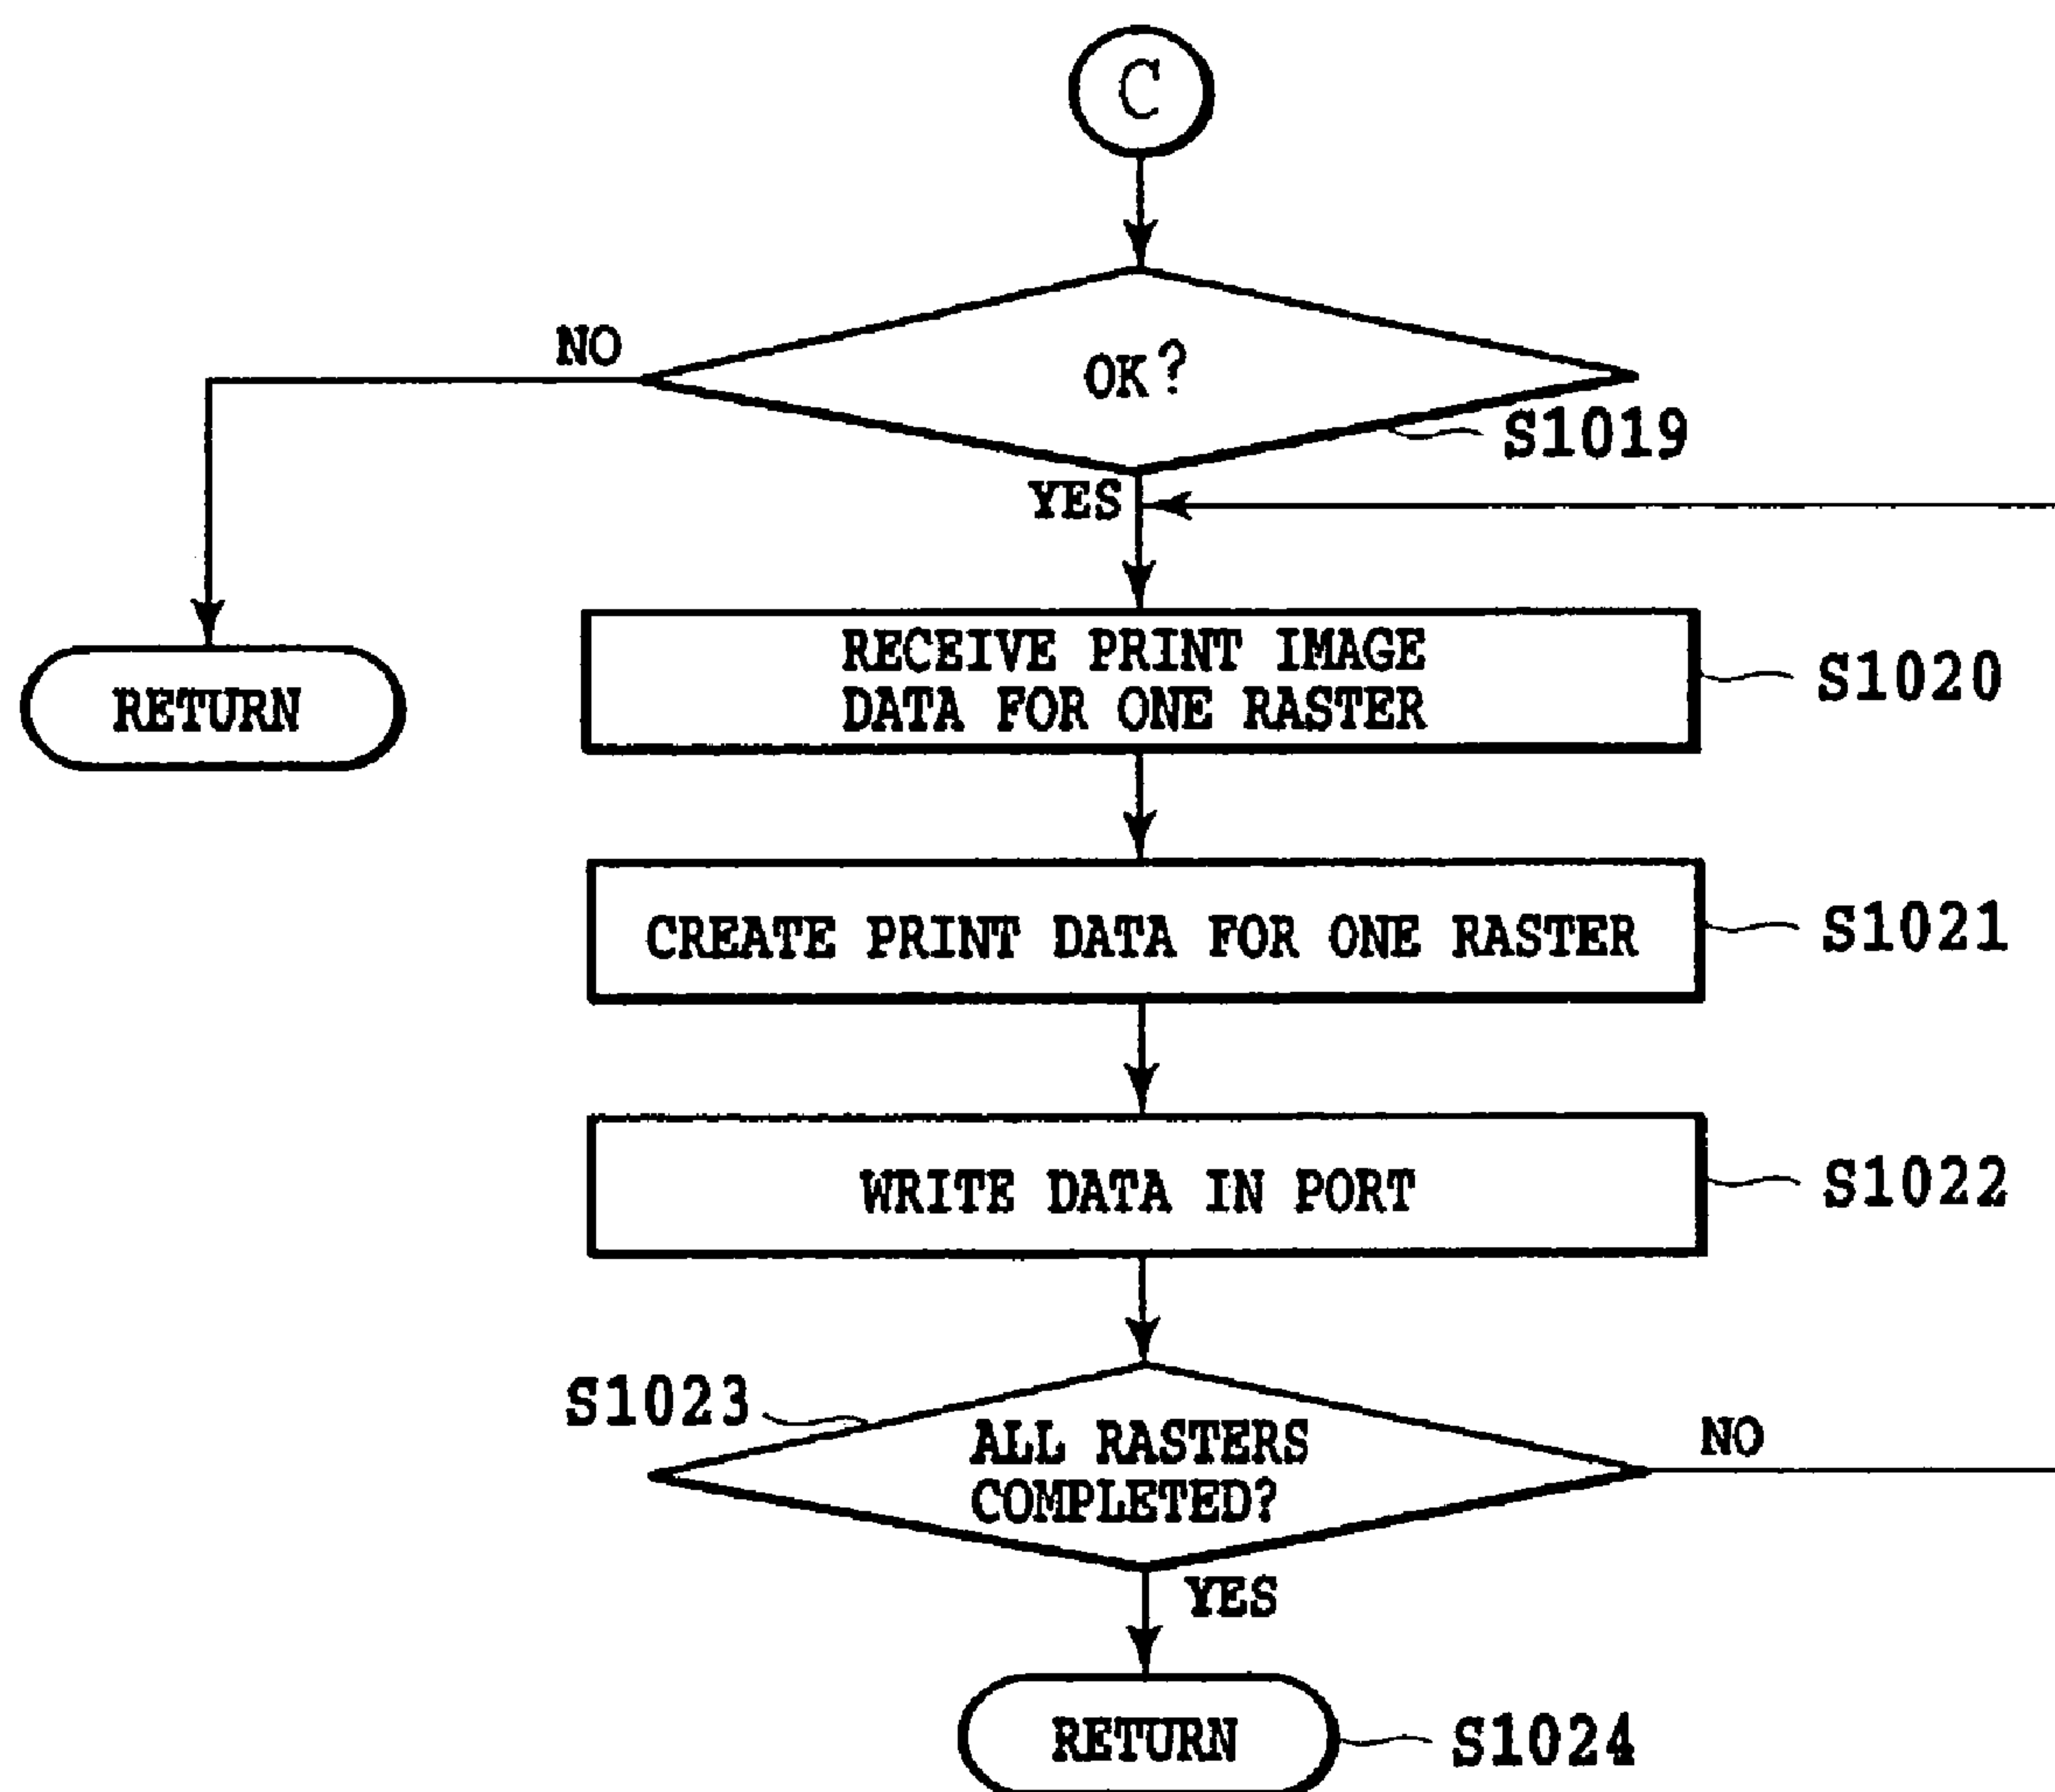 C
OK?
NO
S1019
YES
RECEIVE PRINT IMAGE
DATA FOR ONE RASTER
S1020
RETURN
CREATE PRINT DATA FOR ONE RASTER
S1021
WRITE DATA IN PORT
S1022
S1023
ALL RASTERS
COMPLETED?
NO
YES
RETURN
S1024